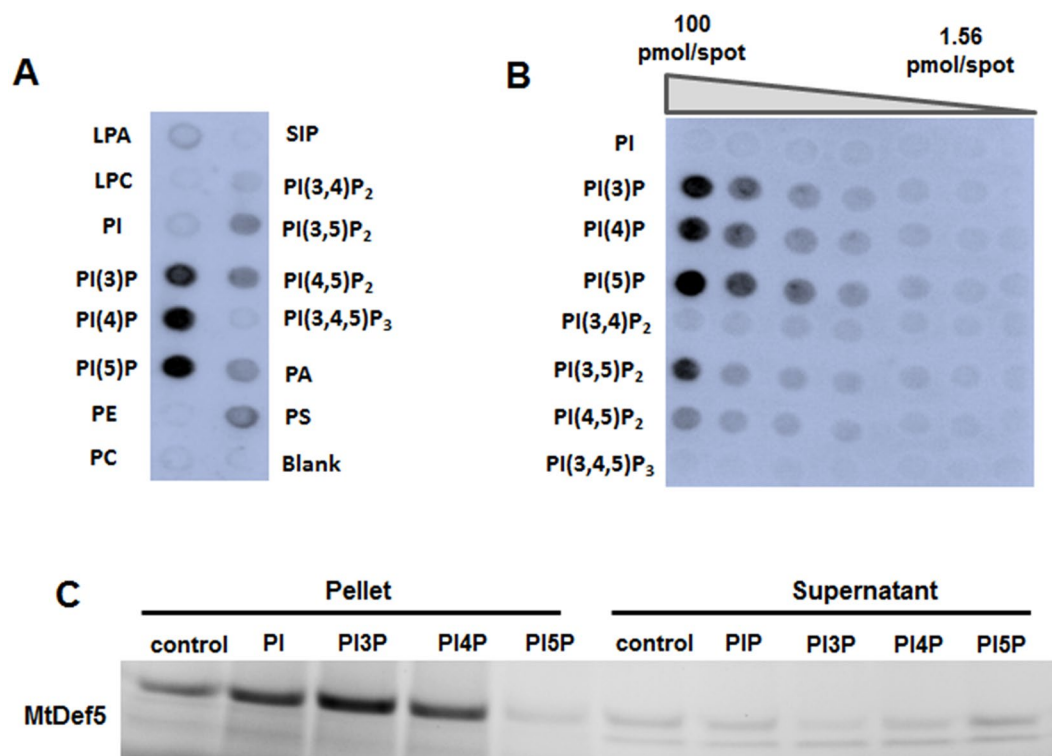 A
LPA
LPC
PI
PI(3)P
PI(4)P
PI(5)P
PE
PC
SIP
PI(3,4)P₂
PI(3,5)P₂
PI(4,5)P₂
PI(3,4,5)P₃
PA
PS
Blank
B
100
pmol/spot
1.56
pmol/spot
PI
PI(3)P
PI(4)P
PI(5)P
PI(3,4)P₂
PI(3,5)P₂
PI(4,5)P₂
PI(3,4,5)P₃
C
Pellet Supernatant
control PI PI3P PI4P PI5P control PIP PI3P PI4P PI5P
MtDef5